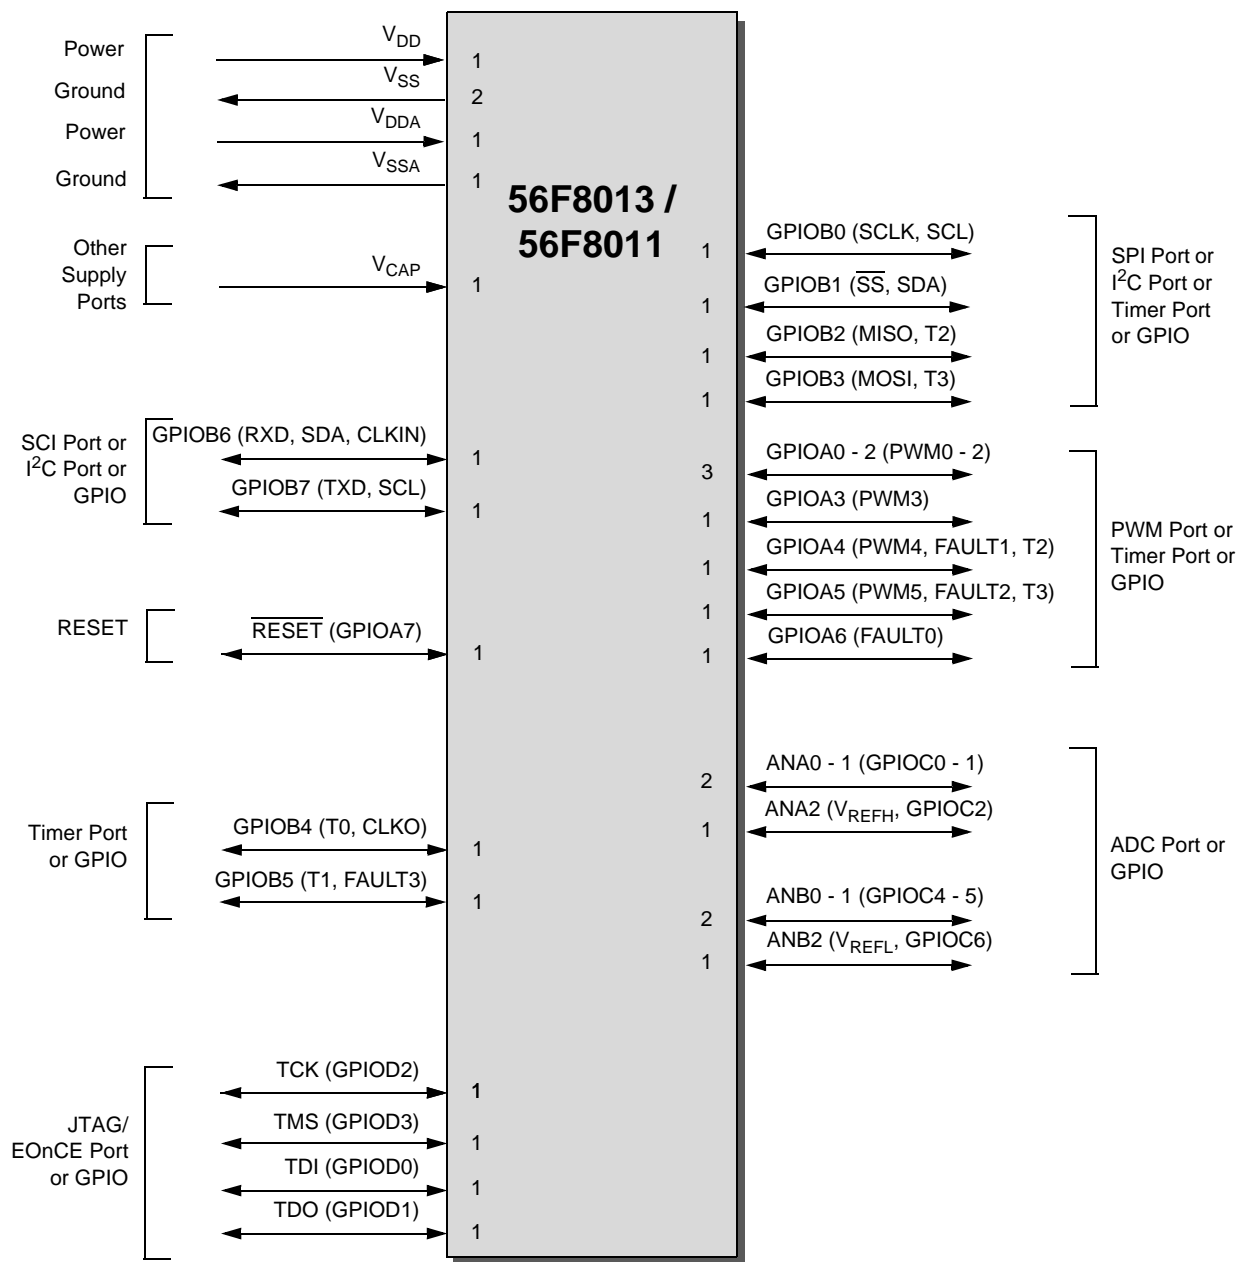 Power
V_DD
1
Ground
V_SS
2
Power
V_DDA
1
Ground
V_SSA
1
56F8013 /
56F8011
Other
Supply
Ports
V_CAP
1
SCI Port or
I²C Port or
GPIO
GPIOB6 (RXD, SDA, CLKIN)
1
GPIOB7 (TXD, SCL)
1
RESET
R̅E̅S̅E̅T̅ (GPIOA7)
1
Timer Port
or GPIO
GPIOB4 (T0, CLKO)
1
GPIOB5 (T1, FAULT3)
1
JTAG/
EOnCE Port
or GPIO
TCK (GPIOD2)
1
TMS (GPIOD3)
1
TDI (GPIOD0)
1
TDO (GPIOD1)
1
1
GPIOB0 (SCLK, SCL)
1
GPIOB1 (S̅S̅, SDA)
1
GPIOB2 (MISO, T2)
1
GPIOB3 (MOSI, T3)
SPI Port or
I²C Port or
Timer Port
or GPIO
3
GPIOA0 - 2 (PWM0 - 2)
1
GPIOA3 (PWM3)
1
GPIOA4 (PWM4, FAULT1, T2)
1
GPIOA5 (PWM5, FAULT2, T3)
1
GPIOA6 (FAULT0)
PWM Port or
Timer Port or
GPIO
2
ANA0 - 1 (GPIOC0 - 1)
1
ANA2 (V_REFH, GPIOC2)
2
ANB0 - 1 (GPIOC4 - 5)
1
ANB2 (V_REFL, GPIOC6)
ADC Port or
GPIO